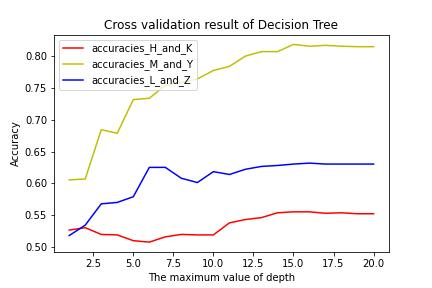 Cross validation result of Decision Tree
accuracies_H_and_K
accuracies_M_and_Y
accuracies_L_and_Z
Accuracy
0.80
0.75
0.70
0.65
0.60
0.55
0.50
2.5 5.0 7.5 10.0 12.5 15.0 17.5 20.0
The maximum value of depth